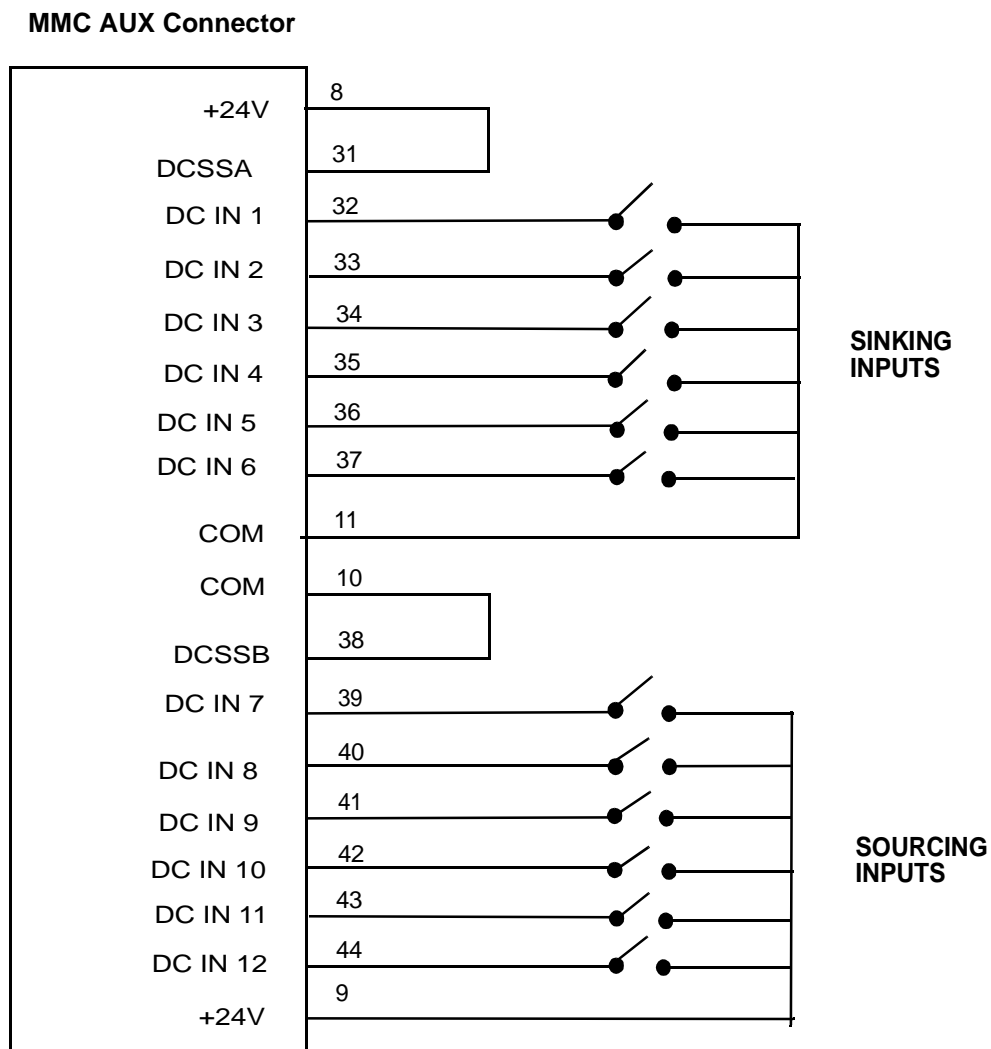 MMC AUX Connector
+24V 8
DCSSA 31
DC IN 1 32
DC IN 2 33
DC IN 3 34
DC IN 4 35
DC IN 5 36
DC IN 6 37
SINKING
INPUTS
COM 11
COM 10
DCSSB 38
DC IN 7 39
DC IN 8 40
DC IN 9 41
DC IN 10 42
DC IN 11 43
DC IN 12 44
SOURCING
INPUTS
+24V 9